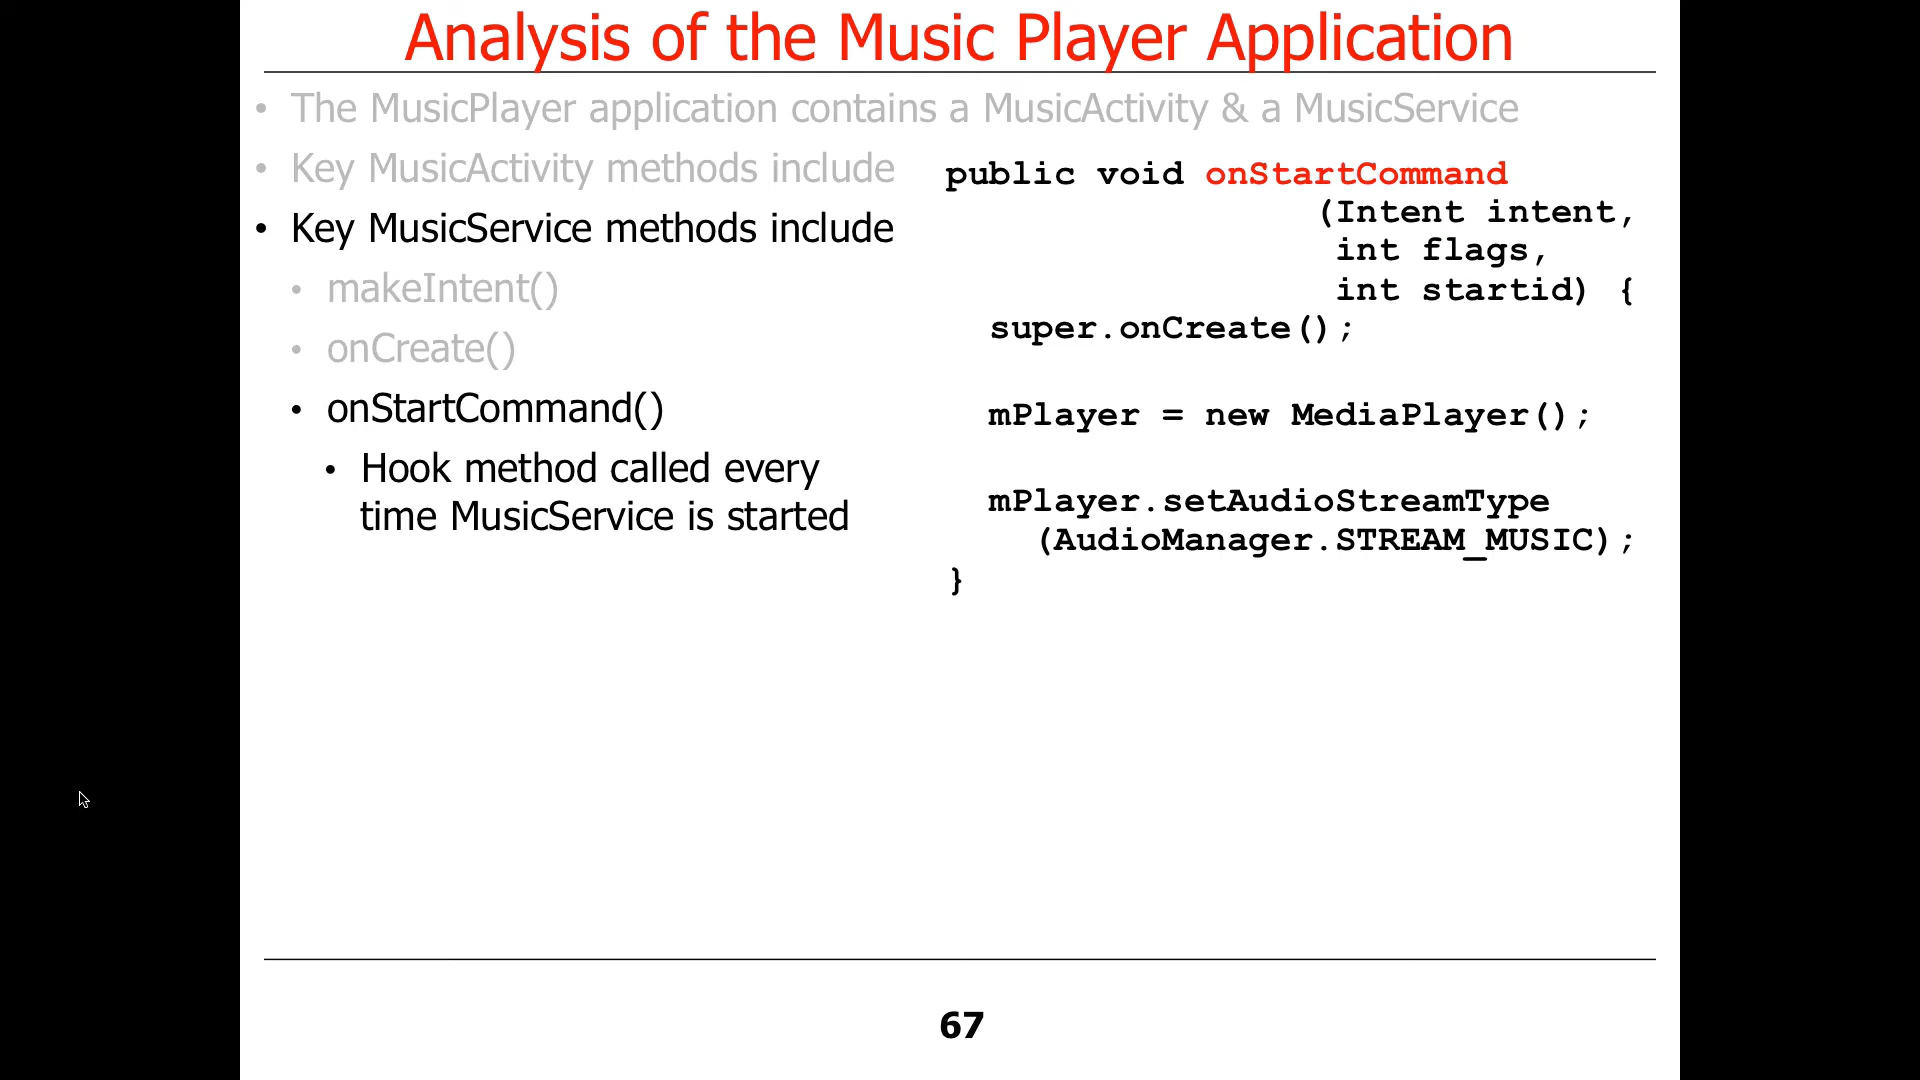 Analysis of the Music Player Application
• The MusicPlayer application contains a MusicActivity & a MusicService
• Key MusicActivity methods include
• Key MusicService methods include
• makeIntent()
• onCreate()
• onStartCommand()
• Hook method called every
time MusicService is started
public void onStartCommand
(Intent intent,
int flags,
int startid) {
super.onCreate();
mPlayer = new MediaPlayer();
mPlayer.setAudioStreamType
(AudioManager.STREAM_MUSIC);
}
67